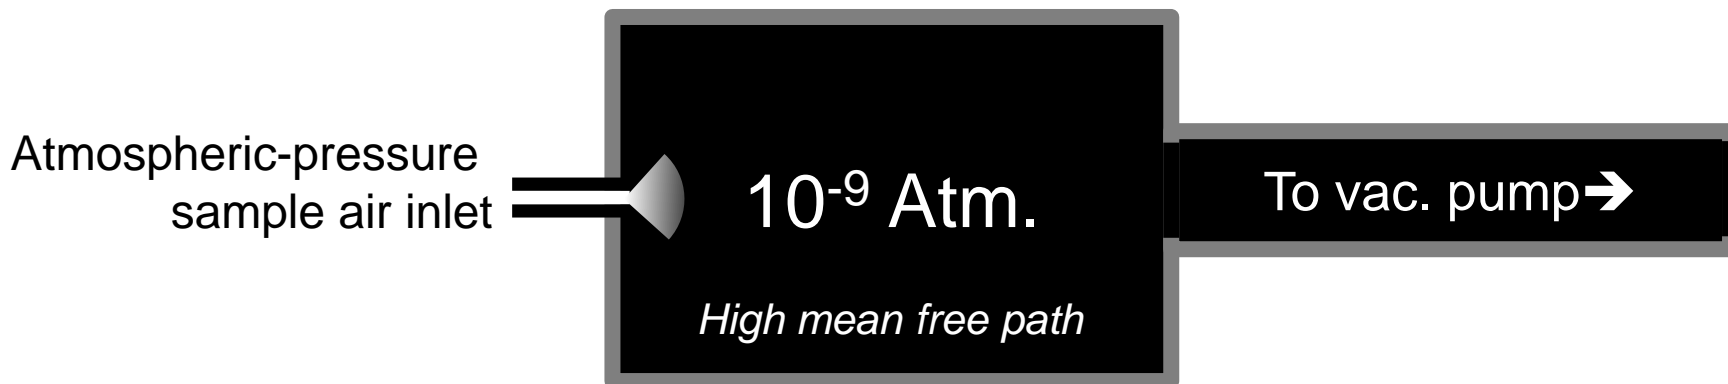 Atmospheric-pressure
sample air inlet
10⁻⁹ Atm.
High mean free path
To vac. pump➔